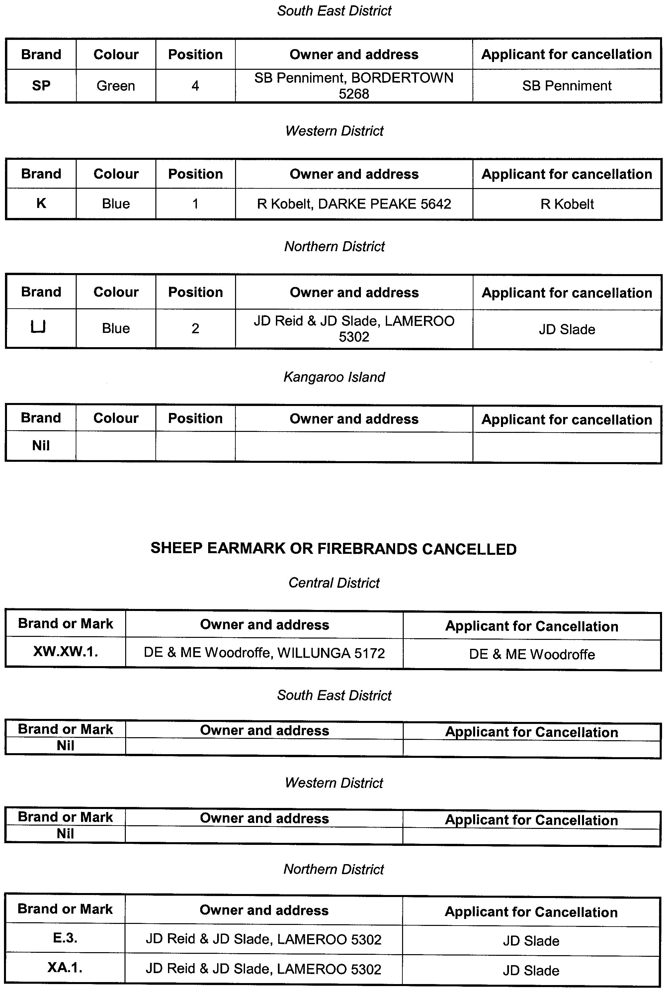 South East District
Brand Colour Position Owner and address Applicant for cancellation
SP Green 4 SB Penniment, BORDERTOWN 5268 SB Penniment
Western District
Brand Colour Position Owner and address Applicant for cancellation
K Blue 1 R Kobelt, DARKE PEAKE 5642 R Kobelt
Northern District
Brand Colour Position Owner and address Applicant for cancellation
⊔ Blue 2 JD Reid & JD Slade, LAMEROO 5302 JD Slade
Kangaroo Island
Brand Colour Position Owner and address Applicant for cancellation
Nil
SHEEP EARMARK OR FIREBRANDS CANCELLED
Central District
Brand or Mark Owner and address Applicant for Cancellation
XW.XW.1. DE & ME Woodroffe, WILLUNGA 5172 DE & ME Woodroffe
South East District
Brand or Mark Owner and address Applicant for Cancellation
Nil
Western District
Brand or Mark Owner and address Applicant for Cancellation
Nil
Northern District
Brand or Mark Owner and address Applicant for Cancellation
E.3. JD Reid & JD Slade, LAMEROO 5302 JD Slade
XA.1. JD Reid & JD Slade, LAMEROO 5302 JD Slade